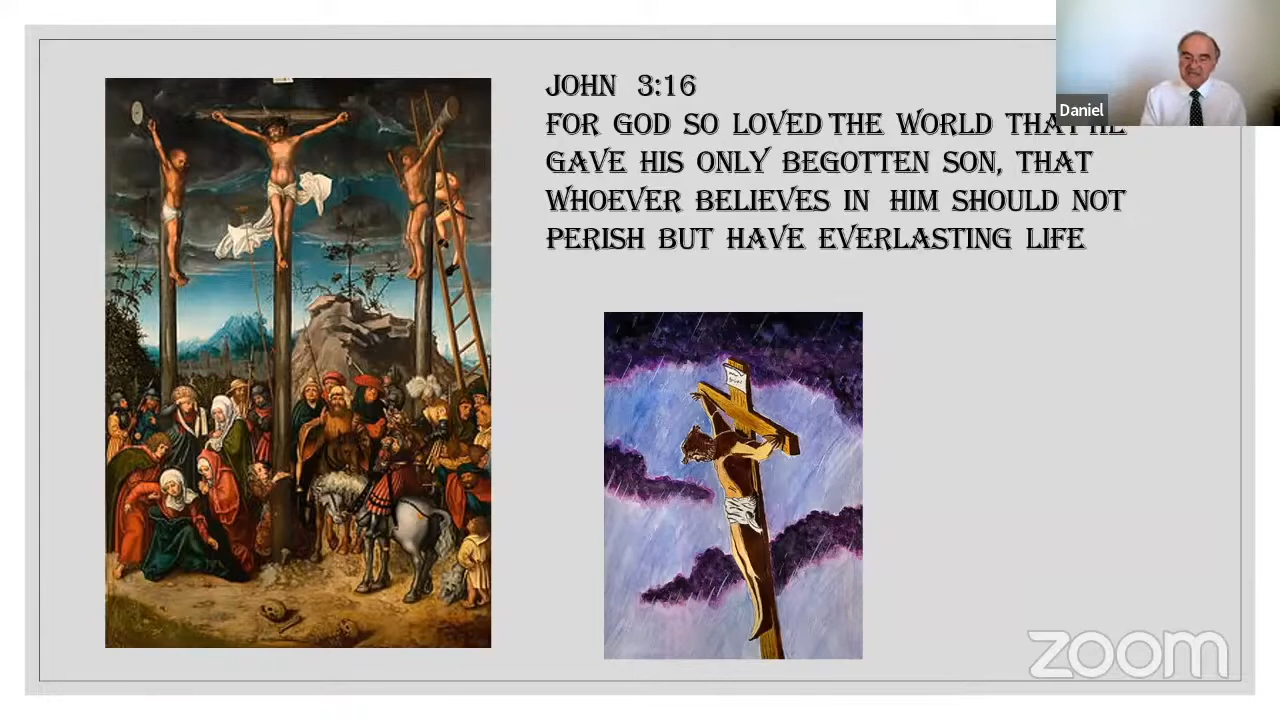 JOHN 3:16
FOR GOD SO LOVED THE WORLD THAT HE
GAVE HIS ONLY BEGOTTEN SON, THAT
WHOEVER BELIEVES IN HIM SHOULD NOT
PERISH BUT HAVE EVERLASTING LIFE
Daniel
zoom